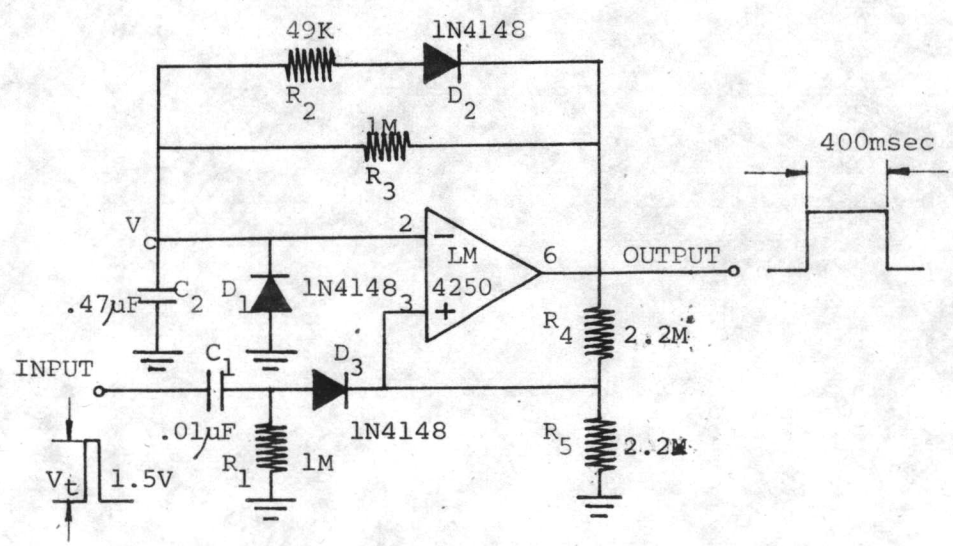 49K
1N4148
R2
D2
1M
R3
400msec
V
2
6
LM
4250
OUTPUT
3
.47μF
C2
D1
1N4148
R4
2.2M
INPUT
C1
D3
.01μF
R1
1M
1N4148
R5
2.2M
Vt
1.5V